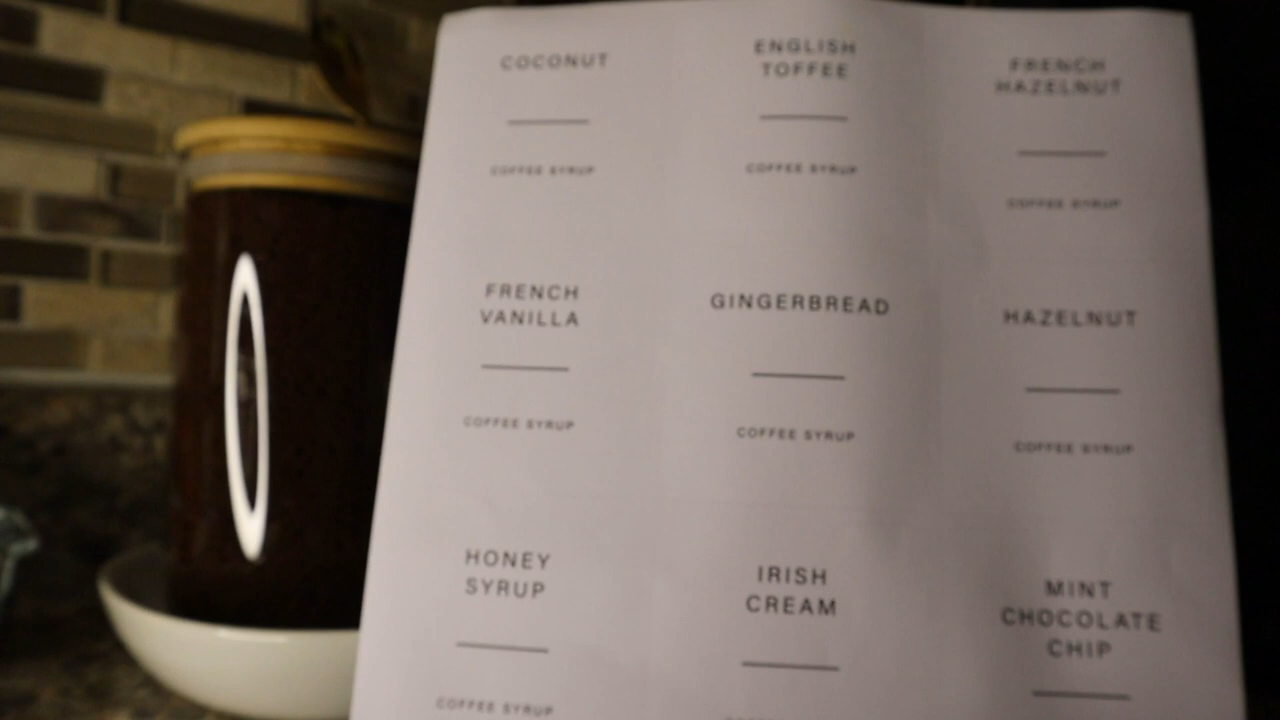 COCONUT
COFFEE SYRUP
ENGLISH
TOFFEE
COFFEE SYRUP
FRENCH
HAZELNUT
COFFEE SYRUP
FRENCH
VANILLA
COFFEE SYRUP
GINGERBREAD
COFFEE SYRUP
HAZELNUT
COFFEE SYRUP
HONEY
SYRUP
COFFEE SYRUP
IRISH
CREAM
MINT
CHOCOLATE
CHIP